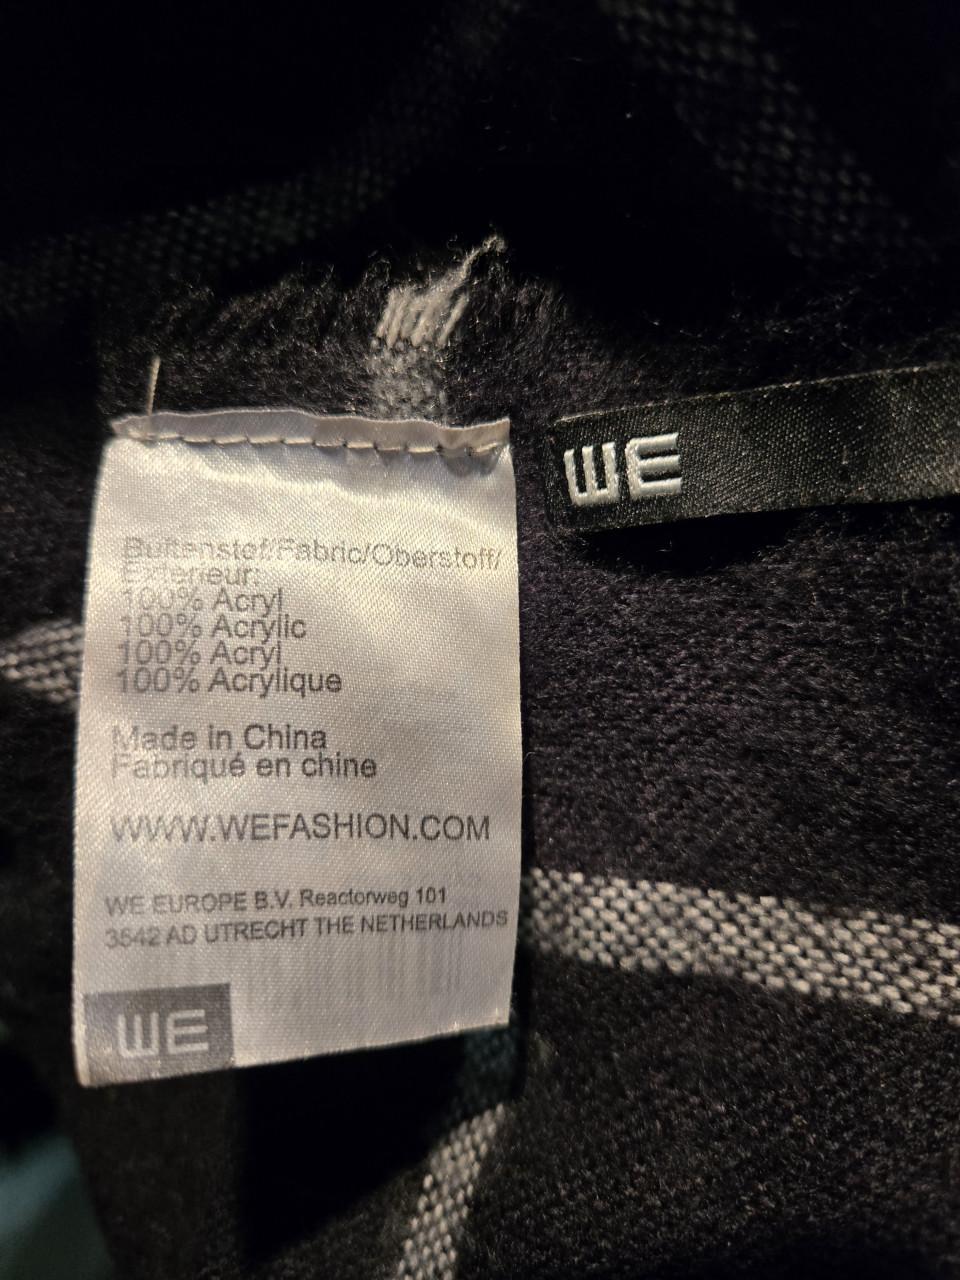 WE
Buitenstof/Fabric/Oberstoff/
Exterieur:
100% Acryl
100% Acrylic
100% Acryl
100% Acrylique
Made in China
Fabriqué en chine
WWW.WEFASHION.COM
WE EUROPE B.V. Reactorweg 101
3542 AD UTRECHT THE NETHERLANDS
WE